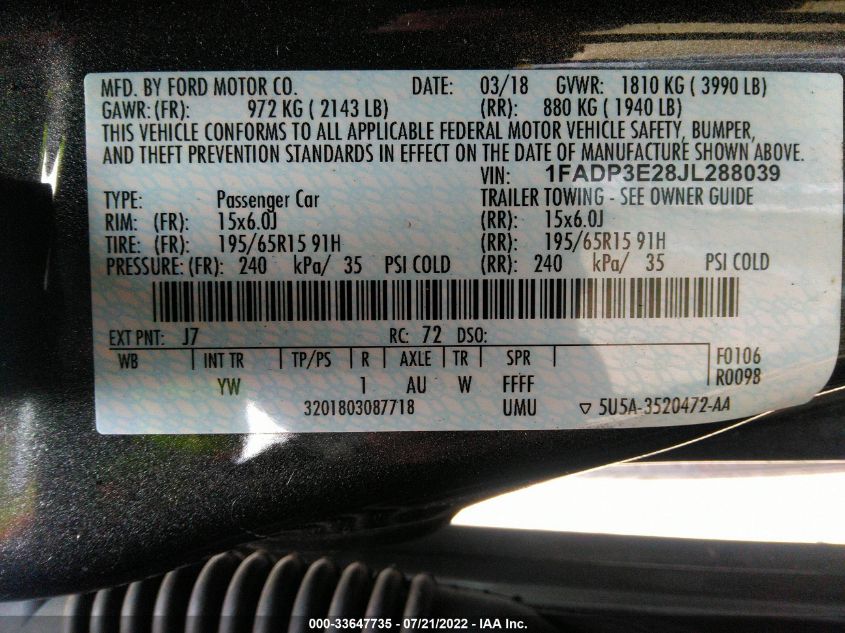 MFD. BY FORD MOTOR CO. DATE: 03/18 GVWR: 1810 KG ( 3990 LB)
GAWR: (FR): 972 KG ( 2143 LB) (RR): 880 KG ( 1940 LB)
THIS VEHICLE CONFORMS TO ALL APPLICABLE FEDERAL MOTOR VEHICLE SAFETY, BUMPER,
AND THEFT PREVENTION STANDARDS IN EFFECT ON THE DATE OF MANUFACTURE SHOWN ABOVE.
VIN: 1FADP3E28JL288039
TYPE: Passenger Car TRAILER TOWING - SEE OWNER GUIDE
RIM: (FR): 15x6.0J (RR): 15x6.0J
TIRE: (FR): 195/65R15 91H (RR): 195/65R15 91H
PRESSURE: (FR): 240 kPa/ 35 PSI COLD (RR): 240 kPa/ 35 PSI COLD
EXT PNT: J7 RC: 72 DSO:
WB INT TR TP/PS R AXLE TR SPR F0106
YW 1 AU W FFFF R0098
3201803087718 UMU ▽ 5U5A-3520472-AA
000-33647735 - 07/21/2022 - IAA Inc.